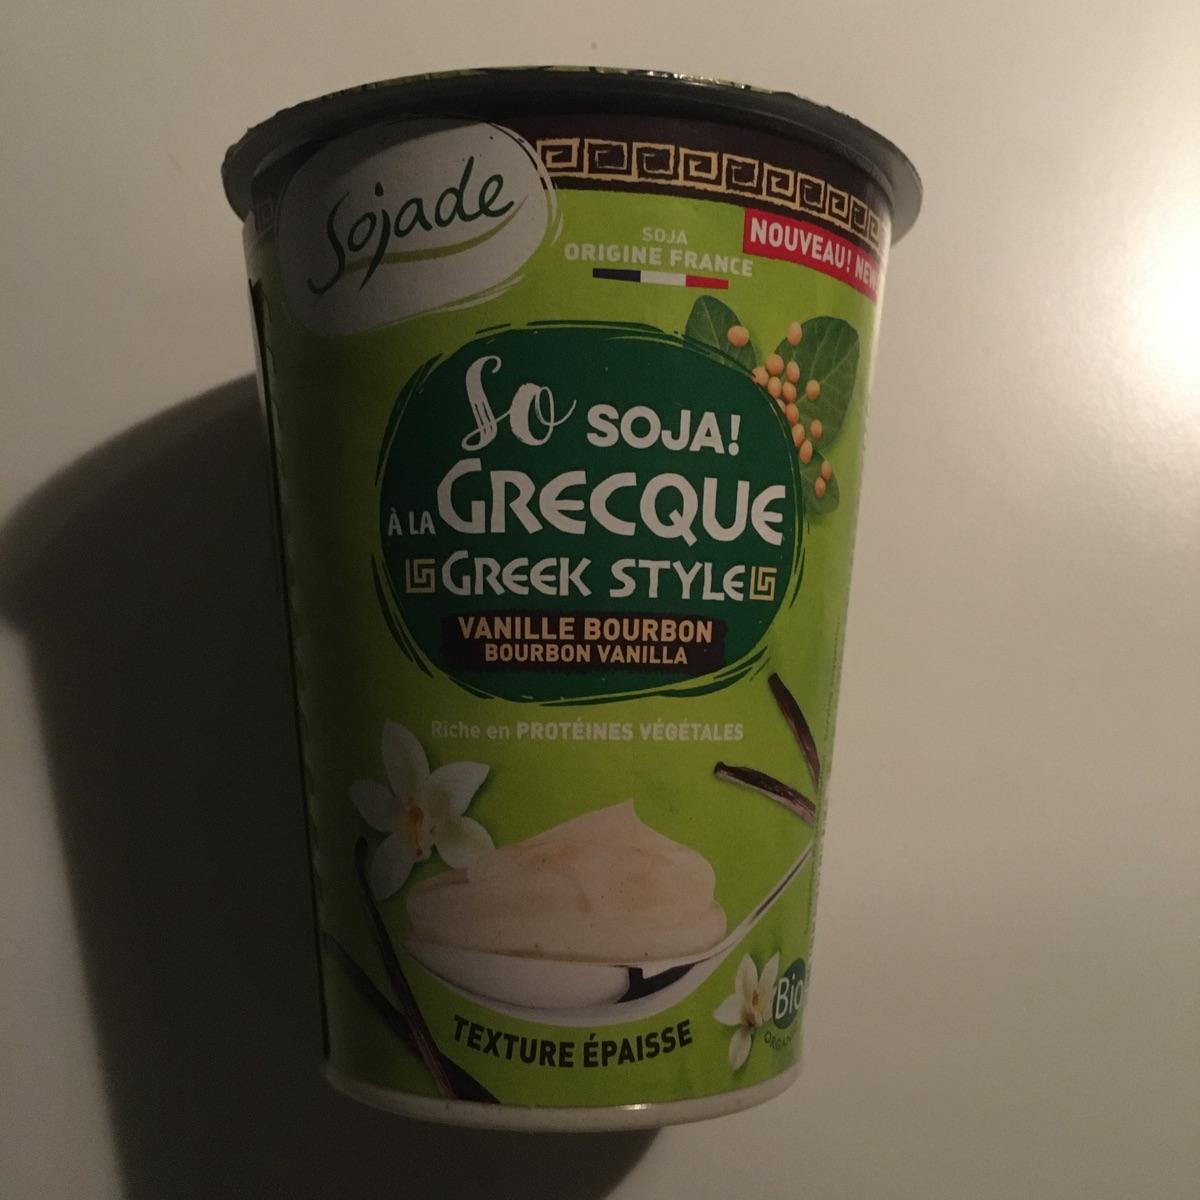 Sojade
SOJA
ORIGINE FRANCE
NOUVEAU! NEW
So SOJA!
À LA GRECQUE
GREEK STYLE
VANILLE BOURBON
BOURBON VANILLA
Riche en PROTÉINES VÉGÉTALES
Bio
TEXTURE ÉPAISSE